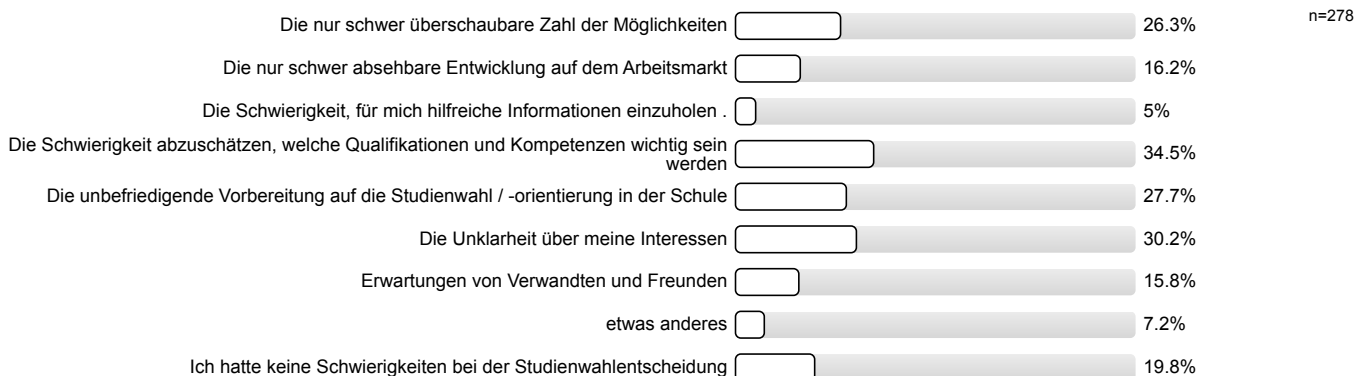 Die nur schwer überschaubare Zahl der Möglichkeiten 26.3% n=278
Die nur schwer absehbare Entwicklung auf dem Arbeitsmarkt 16.2%
Die Schwierigkeit, für mich hilfreiche Informationen einzuholen . 5%
Die Schwierigkeit abzuschätzen, welche Qualifikationen und Kompetenzen wichtig sein
werden 34.5%
Die unbefriedigende Vorbereitung auf die Studienwahl / -orientierung in der Schule 27.7%
Die Unklarheit über meine Interessen 30.2%
Erwartungen von Verwandten und Freunden 15.8%
etwas anderes 7.2%
Ich hatte keine Schwierigkeiten bei der Studienwahlentscheidung 19.8%